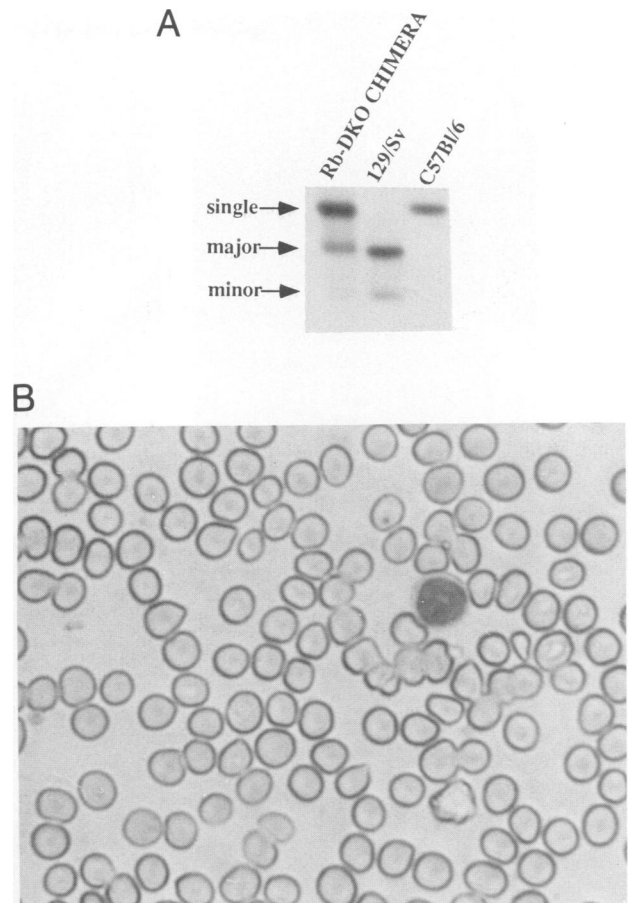 A
Rb-DKO CHIMERA
129/Sv
C57Bl/6
single
major
minor
B